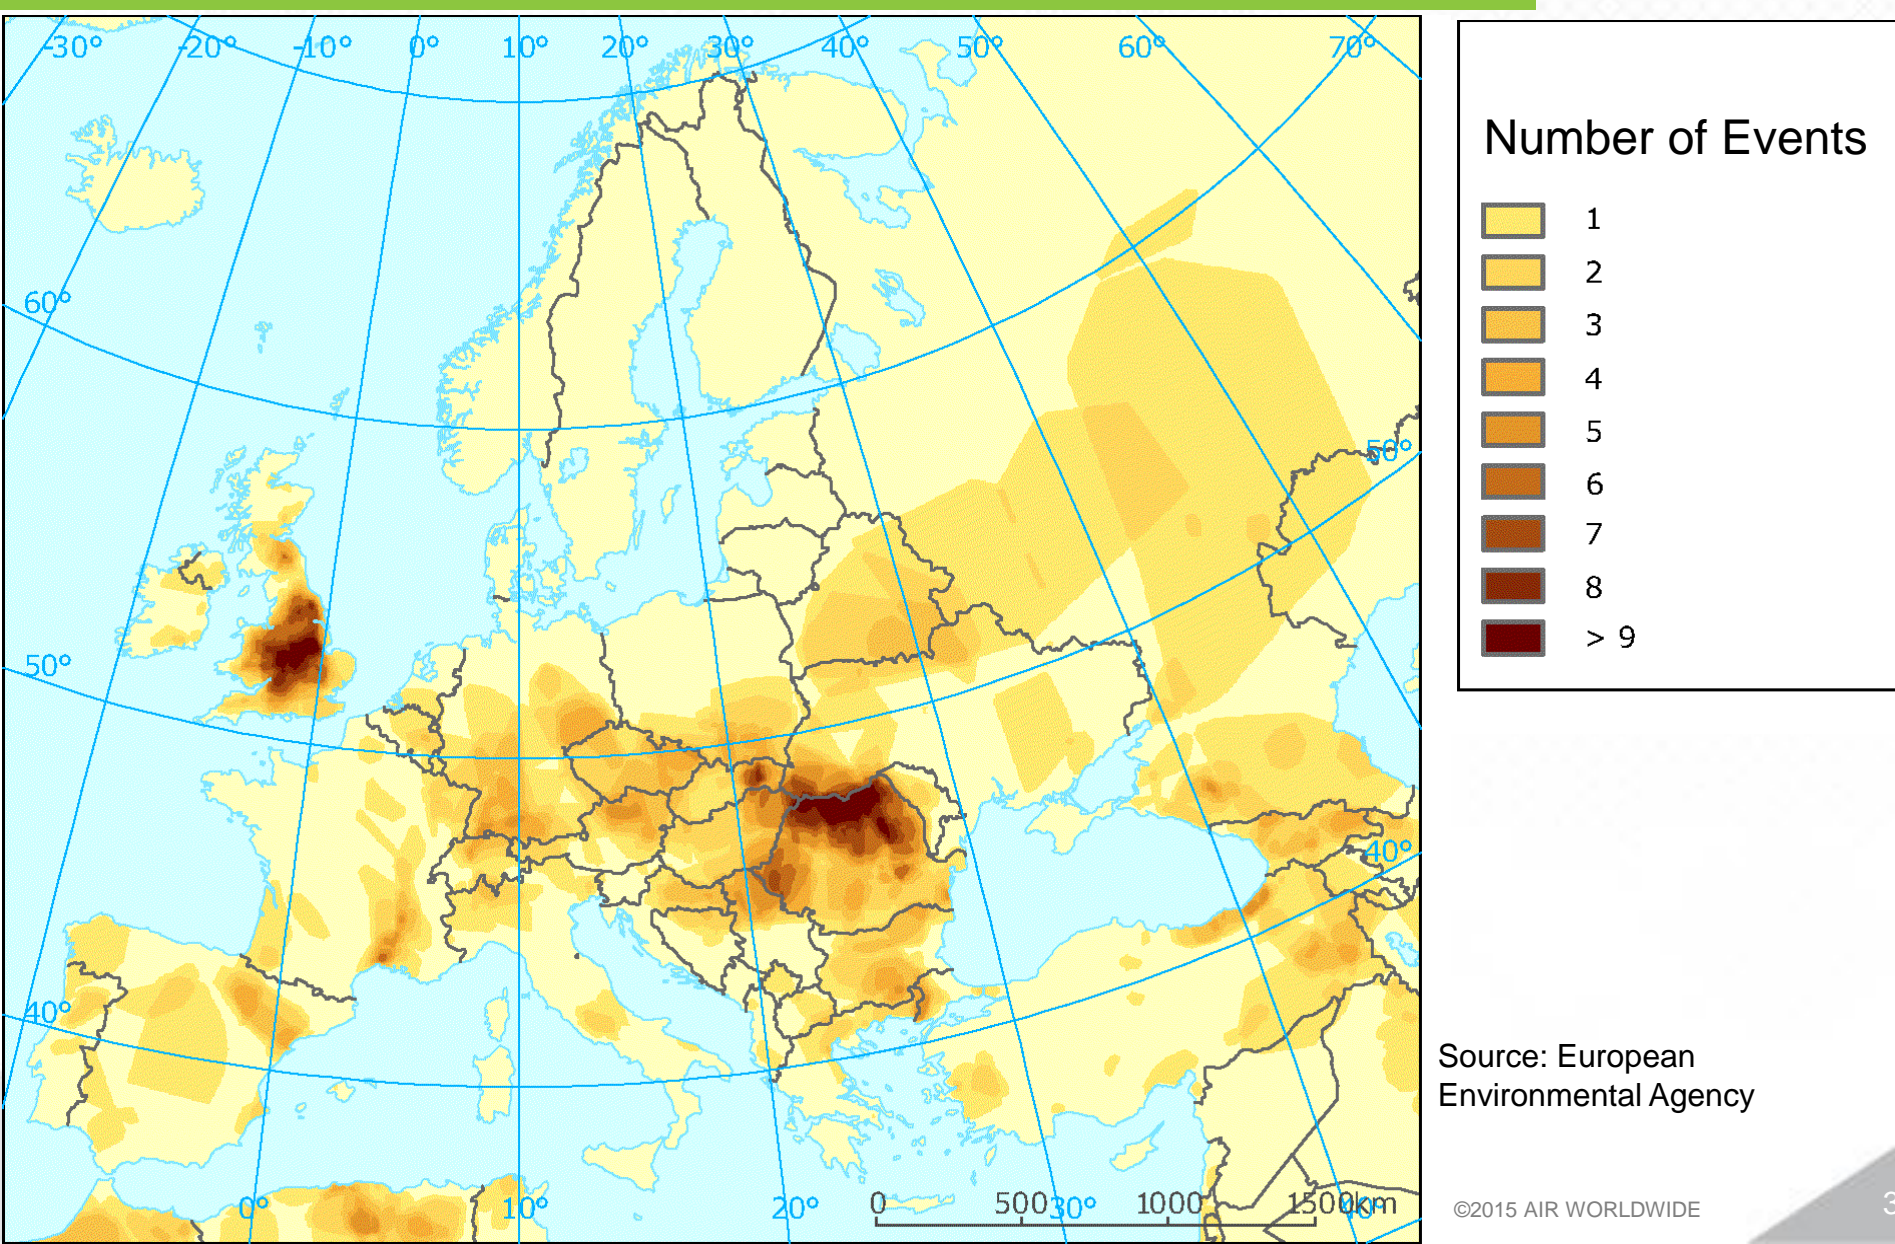 -30° -20° -10° 0° 10° 20° 30° 40° 50° 60° 70°
60°
50°
50°
40°
40°
0° 10° 20° 30° 40°
0 500 1000 1500km
Number of Events
1
2
3
4
5
6
7
8
> 9
Source: European
Environmental Agency
©2015 AIR WORLDWIDE
3